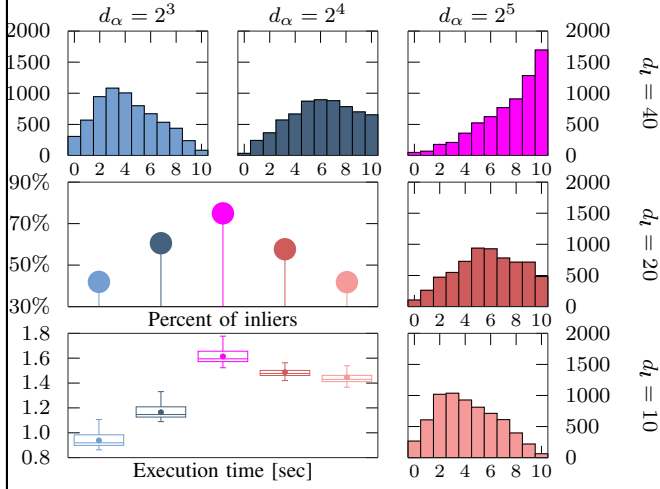 d_α = 2^3 d_α = 2^4 d_α = 2^5
2000 2000
1500 1500
1000 1000
500 500
0 0
d_l = 40
0 2 4 6 8 10 0 2 4 6 8 10 0 2 4 6 8 10
90% 2000
70% 1500
1000
50% 500
30% 0
d_l = 20
Percent of inliers 0 2 4 6 8 10
1.8 2000
1.6 1500
1.4 1000
1.2
1.0 500
0.8 0
d_l = 10
Execution time [sec] 0 2 4 6 8 10